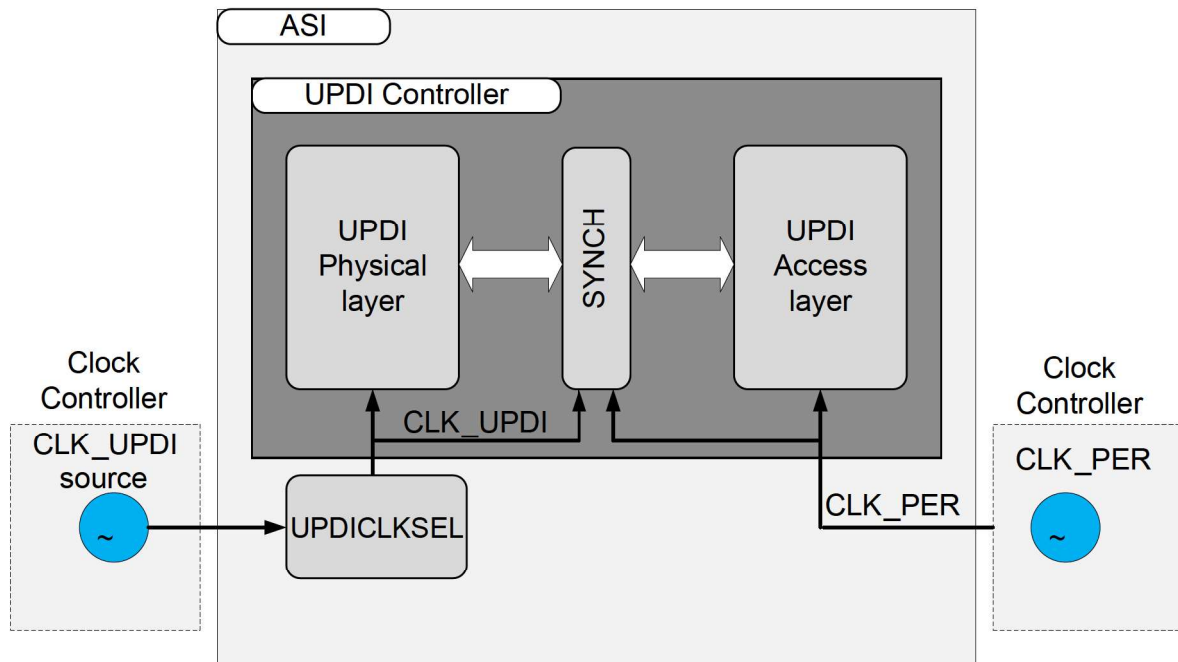 ASI
UPDI Controller
UPDI
Physical
layer
SYNCH
UPDI
Access
layer
Clock
Controller
CLK_UPDI
source
~
CLK_UPDI
UPDICLKSEL
Clock
Controller
CLK_PER
~
CLK_PER